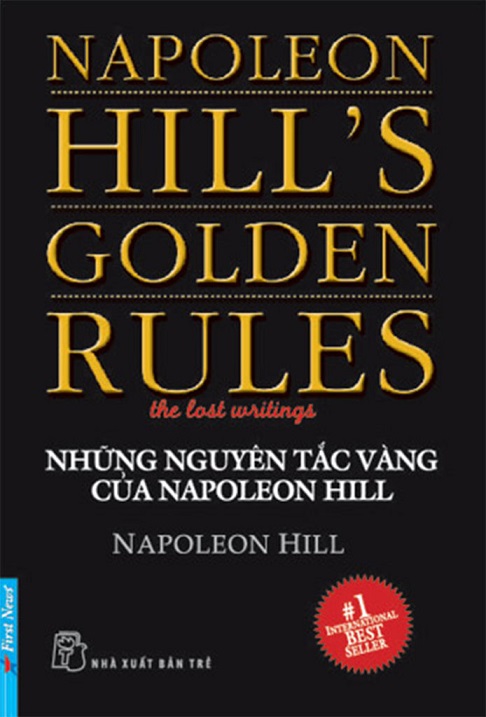 NAPOLEON
HILL'S
GOLDEN
RULES
the lost writings
NHỮNG NGUYÊN TẮC VÀNG
CỦA NAPOLEON HILL
NAPOLEON HILL
#1
INTERNATIONAL
BEST
SELLER
First News
NHÀ XUẤT BẢN TRẺ